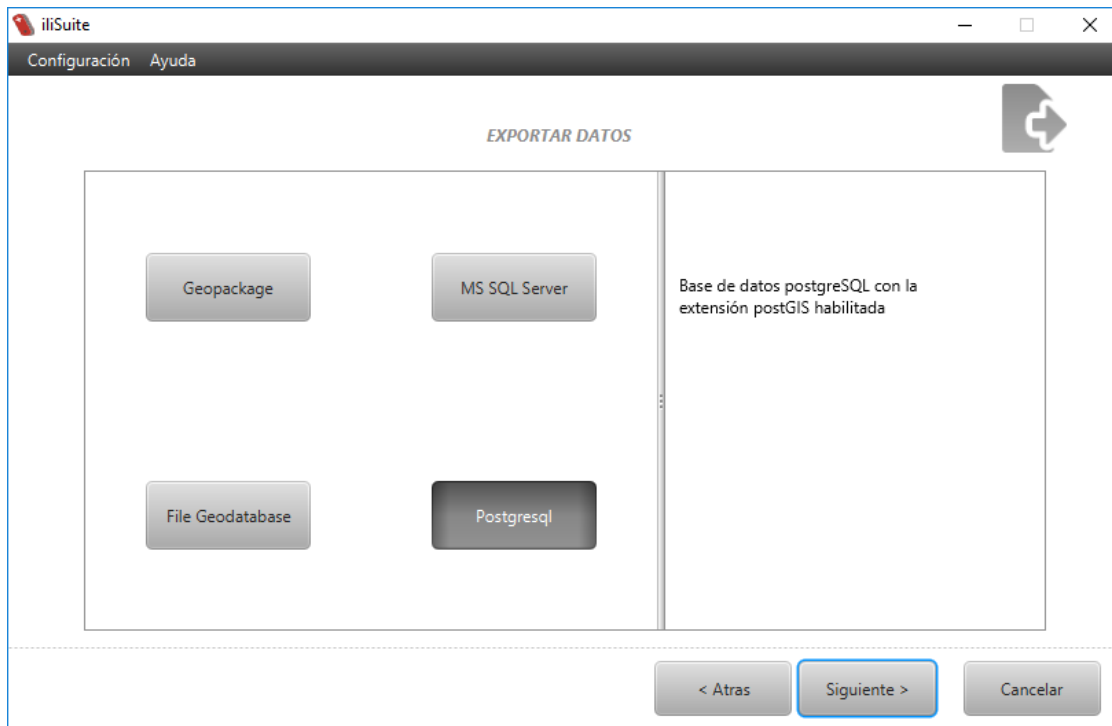 iliSuite
Configuración Ayuda
EXPORTAR DATOS
Geopackage
MS SQL Server
File Geodatabase
Postgresql
Base de datos postgreSQL con la
extensión postGIS habilitada
< Atras
Siguiente >
Cancelar